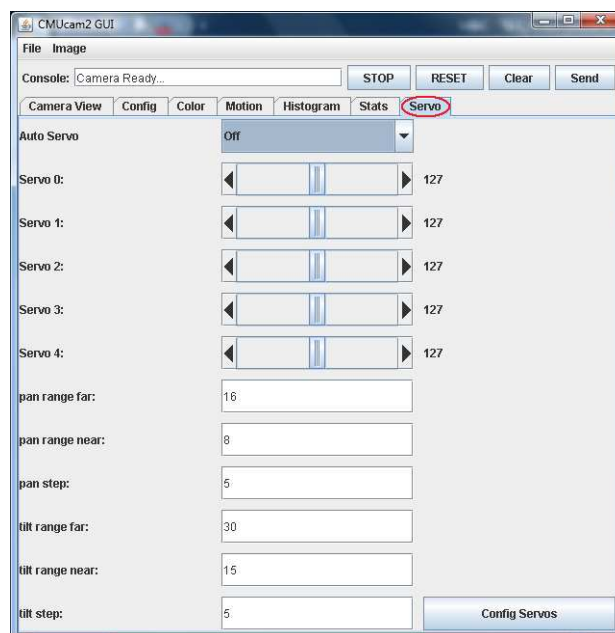 CMUcam2 GUI
File Image
Console: Camera Ready... STOP RESET Clear Send
Camera View Config Color Motion Histogram Stats Servo
Auto Servo Off
Servo 0: 127
Servo 1: 127
Servo 2: 127
Servo 3: 127
Servo 4: 127
pan range far: 16
pan range near: 8
pan step: 5
tilt range far: 30
tilt range near: 15
tilt step: 5 Config Servos